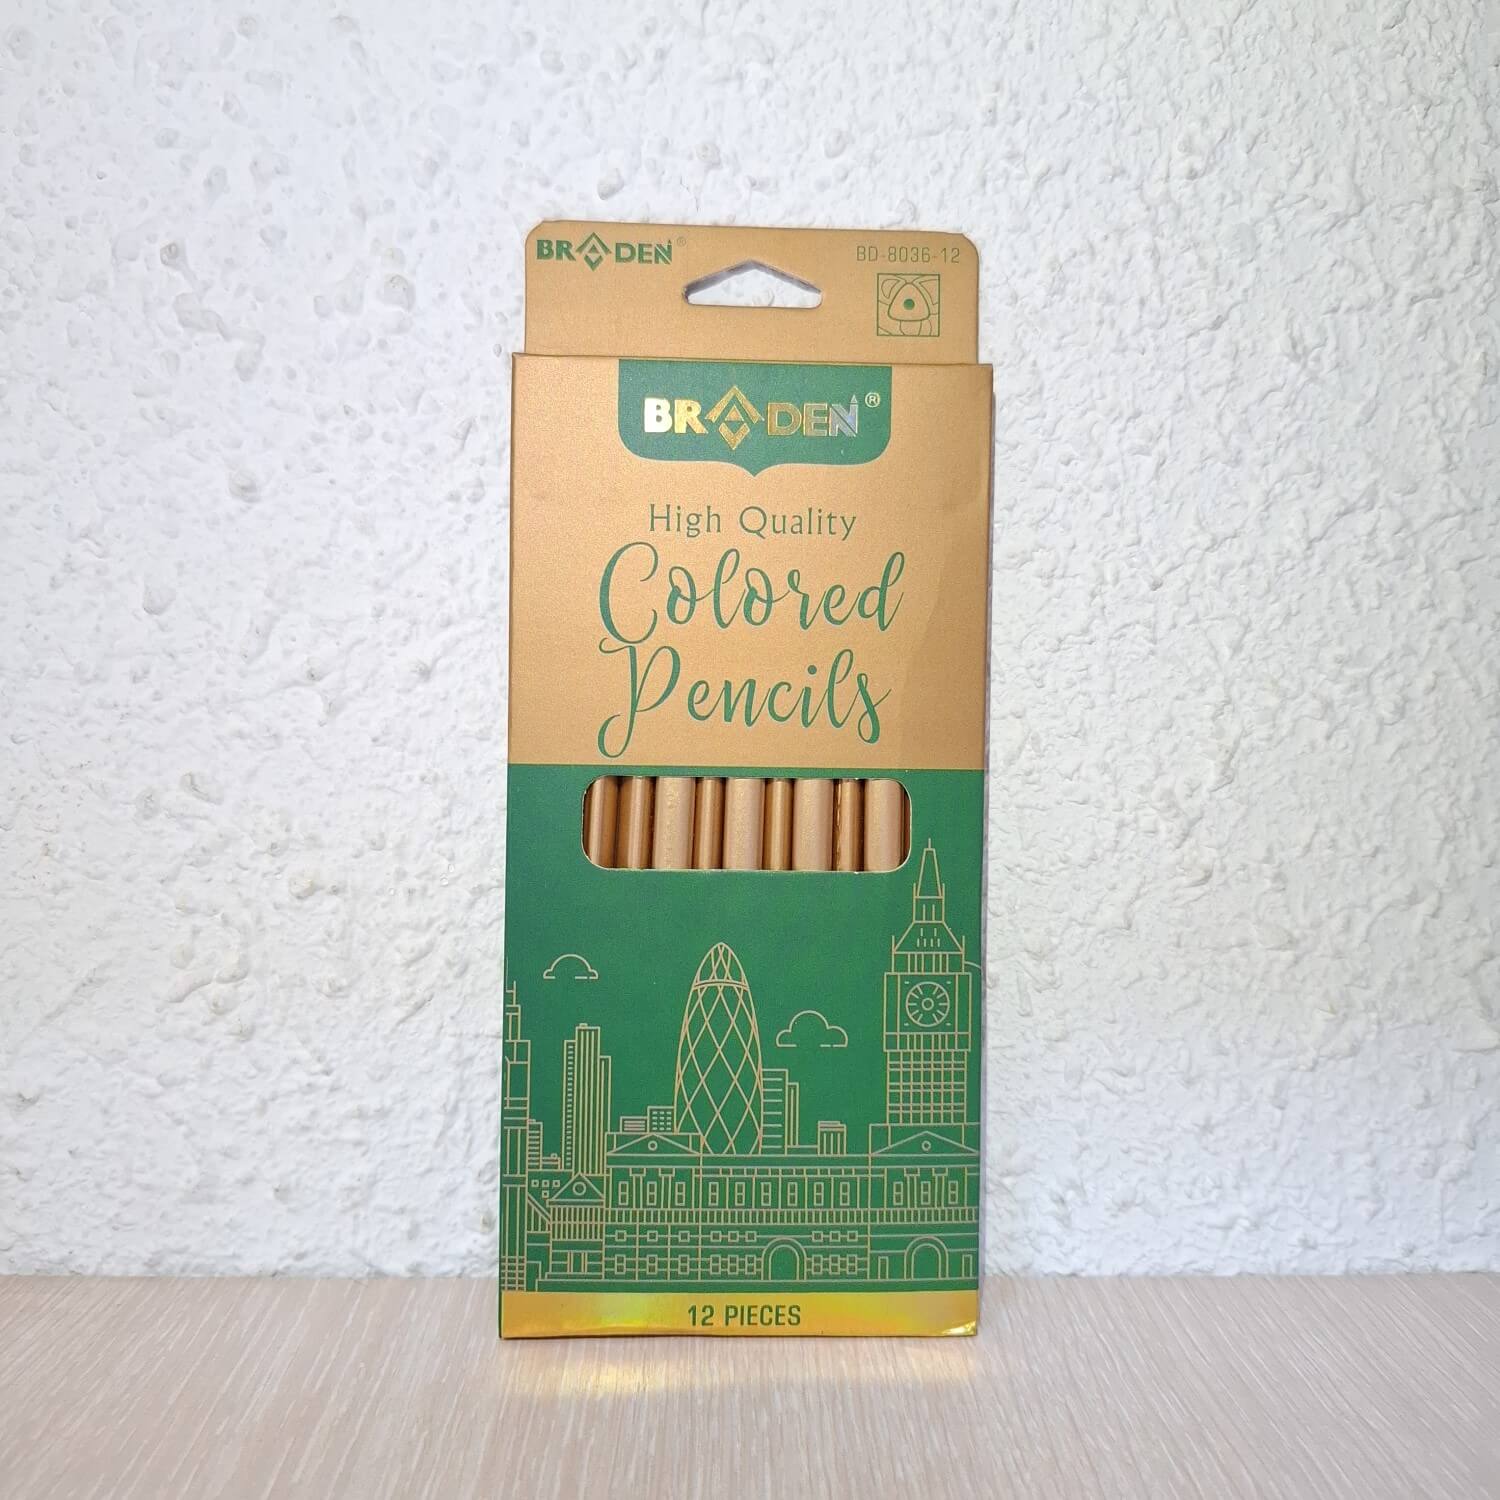 BRADEN® BD-8036-12
BRADEN®
High Quality
Colored
Pencils
12 PIECES